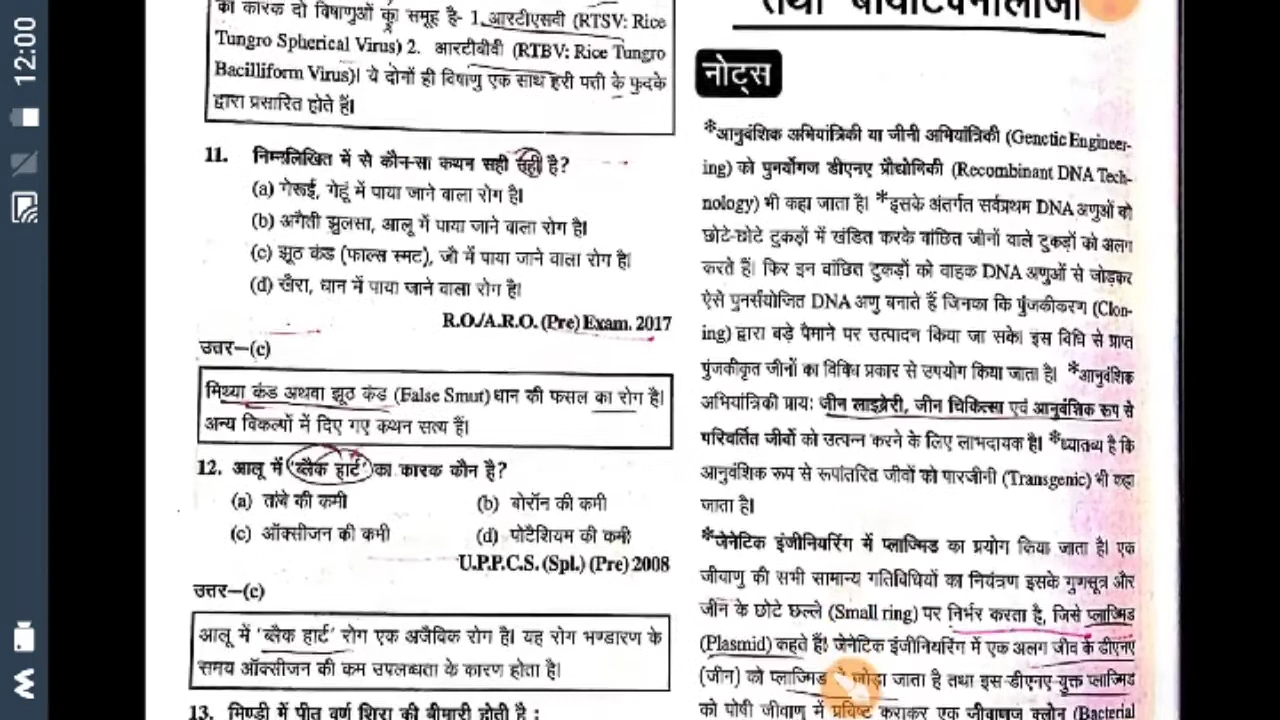 12:00
का कारक दो विषाणुओं का समूह है- 1. आरटीएसवी (RTSV: Rice
Tungro Spherical Virus) 2. आरटीबीवी (RTBV: Rice Tungro
Bacilliform Virus)। ये दोनों ही विषाणु एक साथ हरी पत्ती के फुदके
द्वारा प्रसारित होते हैं।
11. निम्नलिखित में से कौन-सा कथन सही नहीं है?
(a) गेरूई, गेहूं में पाया जाने वाला रोग है।
(b) अगैती झुलसा, आलू में पाया जाने वाला रोग है।
(c) झूठ कंड (फाल्स स्मट), जौ में पाया जाने वाला रोग है।
(d) खैरा, धान में पाया जाने वाला रोग है।
R.O./A.R.O. (Pre) Exam. 2017
उत्तर–(c)
मिथ्या कंड अथवा झूठ कंड (False Smut) धान की फसल का रोग है।
अन्य विकल्पों में दिए गए कथन सत्य हैं।
12. आलू में 'ब्लैक हार्ट' का कारक कौन है?
(a) तांबे की कमी
(b) बोरॉन की कमी
(c) ऑक्सीजन की कमी
(d) पोटैशियम की कमी
U.P.P.C.S. (Spl.) (Pre) 2008
उत्तर–(c)
आलू में 'ब्लैक हार्ट' रोग एक अजैविक रोग है। यह रोग भण्डारण के
समय ऑक्सीजन की कम उपलब्धता के कारण होता है।
13. भिण्डी में पीत वर्ण शिरा की बीमारी होती है :
तथा बायोटेक्नोलॉजी
नोट्स
*आनुवंशिक अभियांत्रिकी या जीनी अभियांत्रिकी (Genetic Engineer-
ing) को पुनर्योगज डीएनए प्रौद्योगिकी (Recombinant DNA Tech-
nology) भी कहा जाता है। *इसके अंतर्गत सर्वप्रथम DNA अणुओं को
छोटे-छोटे टुकड़ों में खंडित करके वांछित जीनों वाले टुकड़ों को अलग
करते हैं। फिर इन वांछित टुकड़ों को वाहक DNA अणुओं से जोड़कर
ऐसे पुनर्संयोजित DNA अणु बनाते हैं जिनका कि पुंजकीकरण (Clon-
ing) द्वारा बड़े पैमाने पर उत्पादन किया जा सके। इस विधि से प्राप्त
पुंजकीकृत जीनों का विविध प्रकार से उपयोग किया जाता है। *आनुवंशिक
अभियांत्रिकी प्रायः जीन लाइब्रेरी, जीन चिकित्सा एवं आनुवंशिक रूप से
परिवर्तित जीवों को उत्पन्न करने के लिए लाभदायक है। *ध्यातव्य है कि
आनुवंशिक रूप से रूपांतरित जीवों को पारजीनी (Transgenic) भी कहा
जाता है।
*जेनेटिक इंजीनियरिंग में प्लाज्मिड का प्रयोग किया जाता है। एक
जीवाणु की सभी सामान्य गतिविधियों का नियंत्रण इसके गुणसूत्र और
जीन के छोटे छल्ले (Small ring) पर निर्भर करता है, जिसे प्लाज्मिड
(Plasmid) कहते हैं। जेनेटिक इंजीनियरिंग में एक अलग जीव के डीएनए
(जीन) को प्लाज्मिड जोड़ा जाता है तथा इस डीएनए युक्त प्लाज्मिड
को पोषी जीवाणु में प्रविष्ट कराकर एक जीवाणुज क्लोन (Bacterial